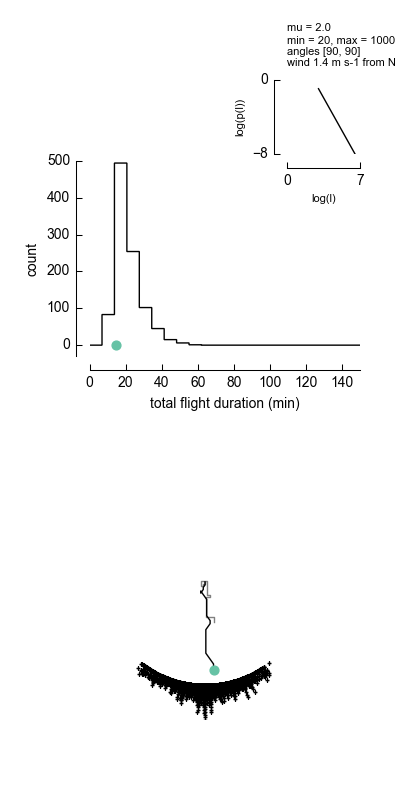 mu = 2.0
min = 20, max = 1000
angles [90, 90]
wind 1.4 m s-1 from N
0
log(p(l))
−8
0 7
log(l)
500
400
300
count
200
100
0
0 20 40 60 80 100 120 140
total flight duration (min)